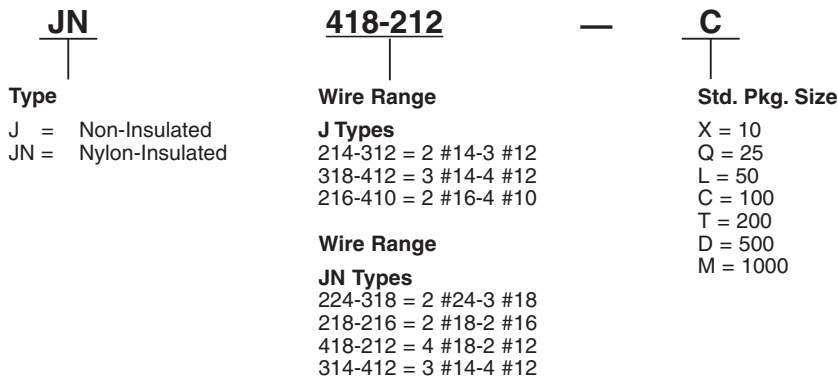 JN 418-212 — C
Type
J = Non-Insulated
JN = Nylon-Insulated
Wire Range
J Types
214-312 = 2 #14-3 #12
318-412 = 3 #14-4 #12
216-410 = 2 #16-4 #10
Wire Range
JN Types
224-318 = 2 #24-3 #18
218-216 = 2 #18-2 #16
418-212 = 4 #18-2 #12
314-412 = 3 #14-4 #12
Std. Pkg. Size
X = 10
Q = 25
L = 50
C = 100
T = 200
D = 500
M = 1000